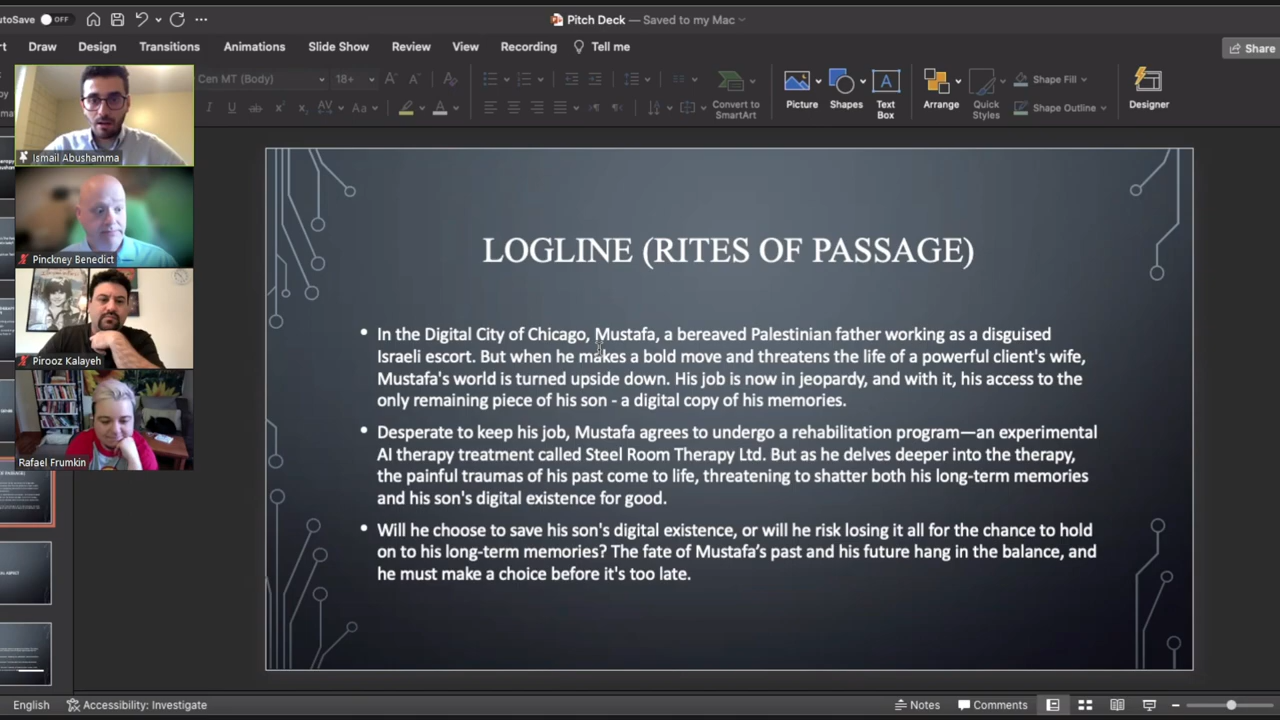 AutoSave OFF
Pitch Deck — Saved to my Mac
Draw Design Transitions Animations Slide Show Review View Recording Tell me
Share
Cen MT (Body) 18+
Convert to SmartArt
Picture
Shapes
Text Box
Arrange
Quick Styles
Shape Fill
Shape Outline
Designer
Ismail Abushamma
Pinckney Benedict
Pirooz Kalayeh
Rafael Frumkin
LOGLINE (RITES OF PASSAGE)
• In the Digital City of Chicago, Mustafa, a bereaved Palestinian father working as a disguised
Israeli escort. But when he makes a bold move and threatens the life of a powerful client's wife,
Mustafa's world is turned upside down. His job is now in jeopardy, and with it, his access to the
only remaining piece of his son - a digital copy of his memories.
• Desperate to keep his job, Mustafa agrees to undergo a rehabilitation program—an experimental
AI therapy treatment called Steel Room Therapy Ltd. But as he delves deeper into the therapy,
the painful traumas of his past come to life, threatening to shatter both his long-term memories
and his son's digital existence for good.
• Will he choose to save his son's digital existence, or will he risk losing it all for the chance to hold
on to his long-term memories? The fate of Mustafa’s past and his future hang in the balance, and
he must make a choice before it's too late.
English Accessibility: Investigate
Notes Comments